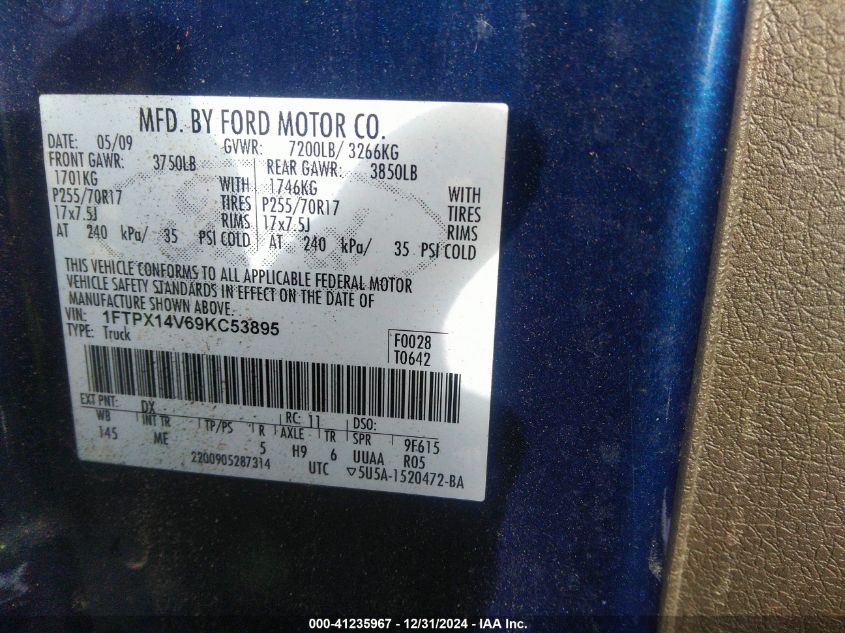 MFD. BY FORD MOTOR CO.
DATE: 05/09 GVWR: 7200LB/ 3266KG
FRONT GAWR: 3750LB REAR GAWR: 3850LB
1701KG WITH 1746KG WITH
P255/70R17 TIRES P255/70R17 TIRES
17x7.5J RIMS 17x7.5J RIMS
AT 240 kPa/ 35 PSI COLD AT 240 kPa/ 35 PSI COLD
THIS VEHICLE CONFORMS TO ALL APPLICABLE FEDERAL MOTOR
VEHICLE SAFETY STANDARDS IN EFFECT ON THE DATE OF
MANUFACTURE SHOWN ABOVE.
VIN: 1FTPX14V69KC53895
TYPE: Truck
F0028
T0642
EXT PNT: DX RC: 11 DSO:
WB INT TR TP/PS R AXLE TR SPR 9F615
145 ME 5 H9 6 UUAA R05
22G0905287314 UTC ▽5U5A-1520472-BA
000-41235967 - 12/31/2024 - IAA Inc.